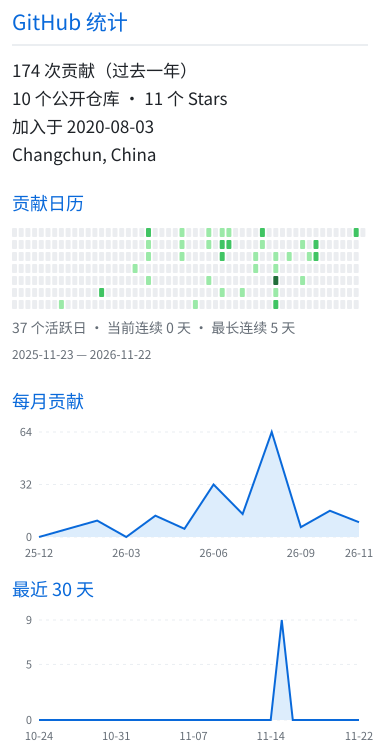 GitHub 统计
174 次贡献（过去一年）
10 个公开仓库 · 11 个 Stars
加入于 2020-08-03
Changchun, China
贡献日历
37 个活跃日 · 当前连续 0 天 · 最长连续 5 天
2025-11-23 — 2026-11-22
每月贡献
64
32
0
25-12 26-03 26-06 26-09 26-11
最近 30 天
9
5
0
10-24 10-31 11-07 11-14 11-22